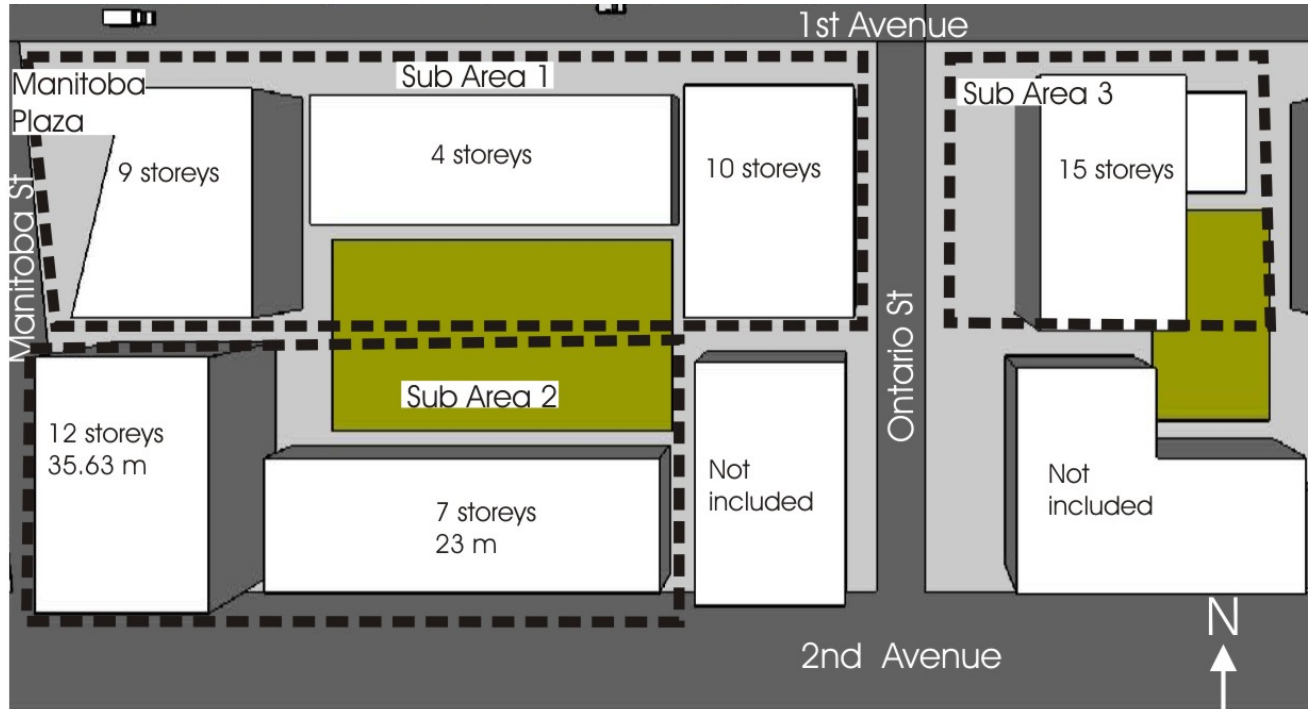 1st Avenue
Sub Area 1
Manitoba
Plaza
Sub Area 3
9 storeys
4 storeys
10 storeys
15 storeys
Manitoba St
Ontario St
Sub Area 2
12 storeys
35.63 m
7 storeys
23 m
Not
included
Not
included
2nd Avenue
N